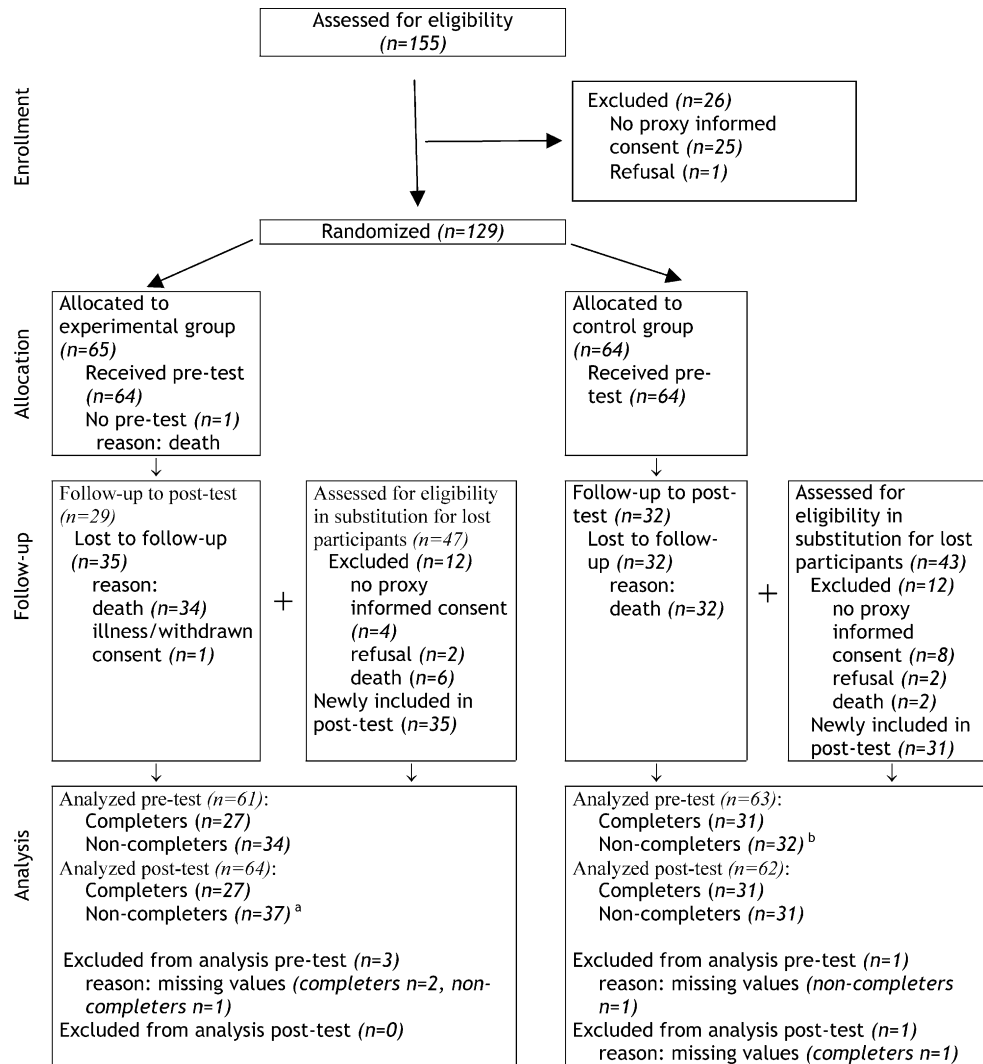 Assessed for eligibility
(n=155)
Enrollment
Excluded (n=26)
No proxy informed
consent (n=25)
Refusal (n=1)
Randomized (n=129)
Allocation
Allocated to
experimental group
(n=65)
Received pre-test
(n=64)
No pre-test (n=1)
reason: death
Allocated to
control group
(n=64)
Received pre-
test (n=64)
Follow-up
Follow-up to post-test
(n=29)
Lost to follow-up
(n=35)
reason:
death (n=34)
illness/withdrawn
consent (n=1)
+
Assessed for eligibility
in substitution for lost
participants (n=47)
Excluded (n=12)
no proxy
informed consent
(n=4)
refusal (n=2)
death (n=6)
Newly included in
post-test (n=35)
Follow-up to post-
test (n=32)
Lost to follow-
up (n=32)
reason:
death (n=32)
+
Assessed for
eligibility in
substitution for lost
participants (n=43)
Excluded (n=12)
no proxy
informed
consent (n=8)
refusal (n=2)
death (n=2)
Newly included in
post-test (n=31)
Analysis
Analyzed pre-test (n=61):
Completers (n=27)
Non-completers (n=34)
Analyzed post-test (n=64):
Completers (n=27)
Non-completers (n=37) a
Excluded from analysis pre-test (n=3)
reason: missing values (completers n=2, non-
completers n=1)
Excluded from analysis post-test (n=0)
Analyzed pre-test (n=63):
Completers (n=31)
Non-completers (n=32) b
Analyzed post-test (n=62):
Completers (n=31)
Non-completers (n=31)
Excluded from analysis pre-test (n=1)
reason: missing values (non-completers
n=1)
Excluded from analysis post-test (n=1)
reason: missing values (completers n=1)